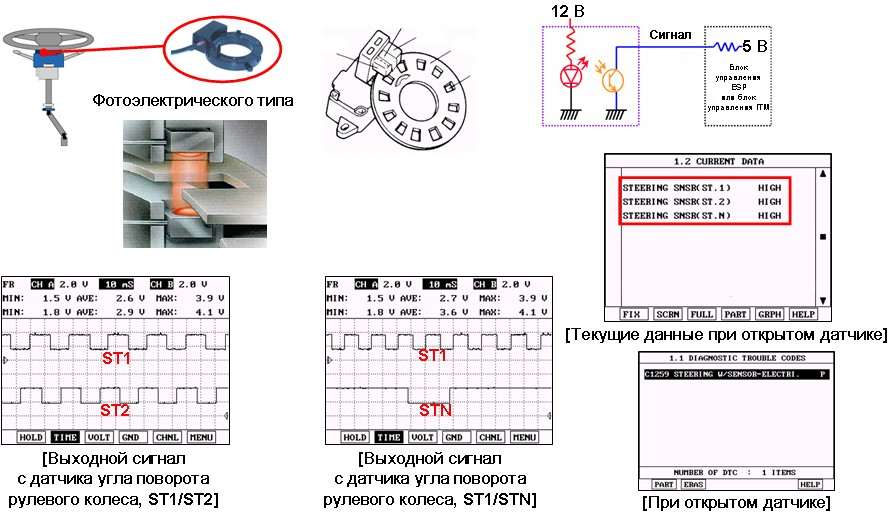 Фотоэлектрического типа
12 В
Сигнал
5 В
Блок
управления
ESP
или блок
управления ITM
1.2 CURRENT DATA
STEERING SNSR(ST.1) HIGH
STEERING SNSR(ST.2) HIGH
STEERING SNSR(ST.N) HIGH
FIX SCRN FULL PART GRPH HELP
[Текущие данные при открытом датчике]
FR CH A 2.0 V 10 mS CH B 2.0 V
MIN: 1.5 V AVE: 2.6 V MAX: 3.9 V
MIN: 1.8 V AVE: 2.9 V MAX: 4.1 V
ST1
ST2
HOLD TIME VOLT GND CHNL MENU
[Выходной сигнал
с датчика угла поворота
рулевого колеса, ST1/ST2]
FR CH A 2.0 V 10 mS CH B 2.0 V
MIN: 1.5 V AVE: 2.7 V MAX: 3.9 V
MIN: 1.8 V AVE: 3.6 V MAX: 4.1 V
ST1
STN
HOLD TIME VOLT GND CHNL MENU
[Выходной сигнал
с датчика угла поворота
рулевого колеса, ST1/STN]
1.1 DIAGNOSTIC TROUBLE CODES
C1259 STEERING W/SENSOR-ELECTRI. P
NUMBER OF DTC : 1 ITEMS
PART ERAS HELP
[При открытом датчике]